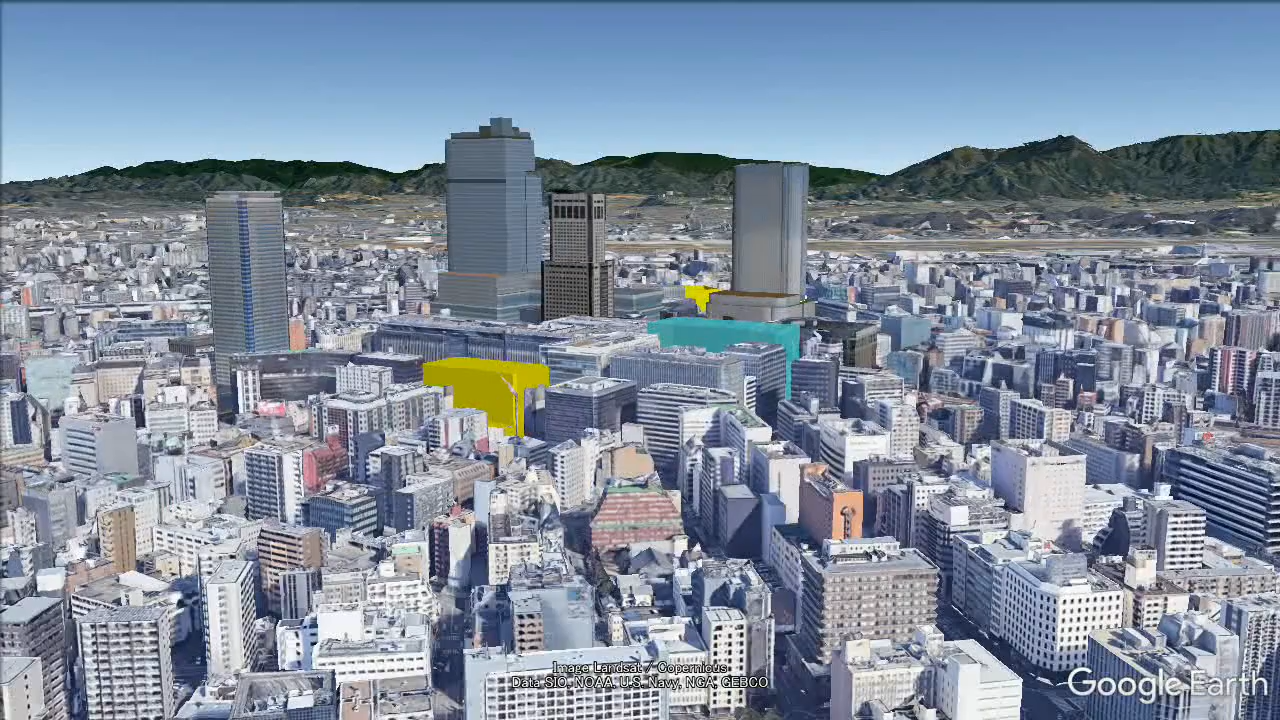 Image Landsat / Copernicus
Data SIO, NOAA, U.S. Navy, NGA, GEBCO
Google Earth